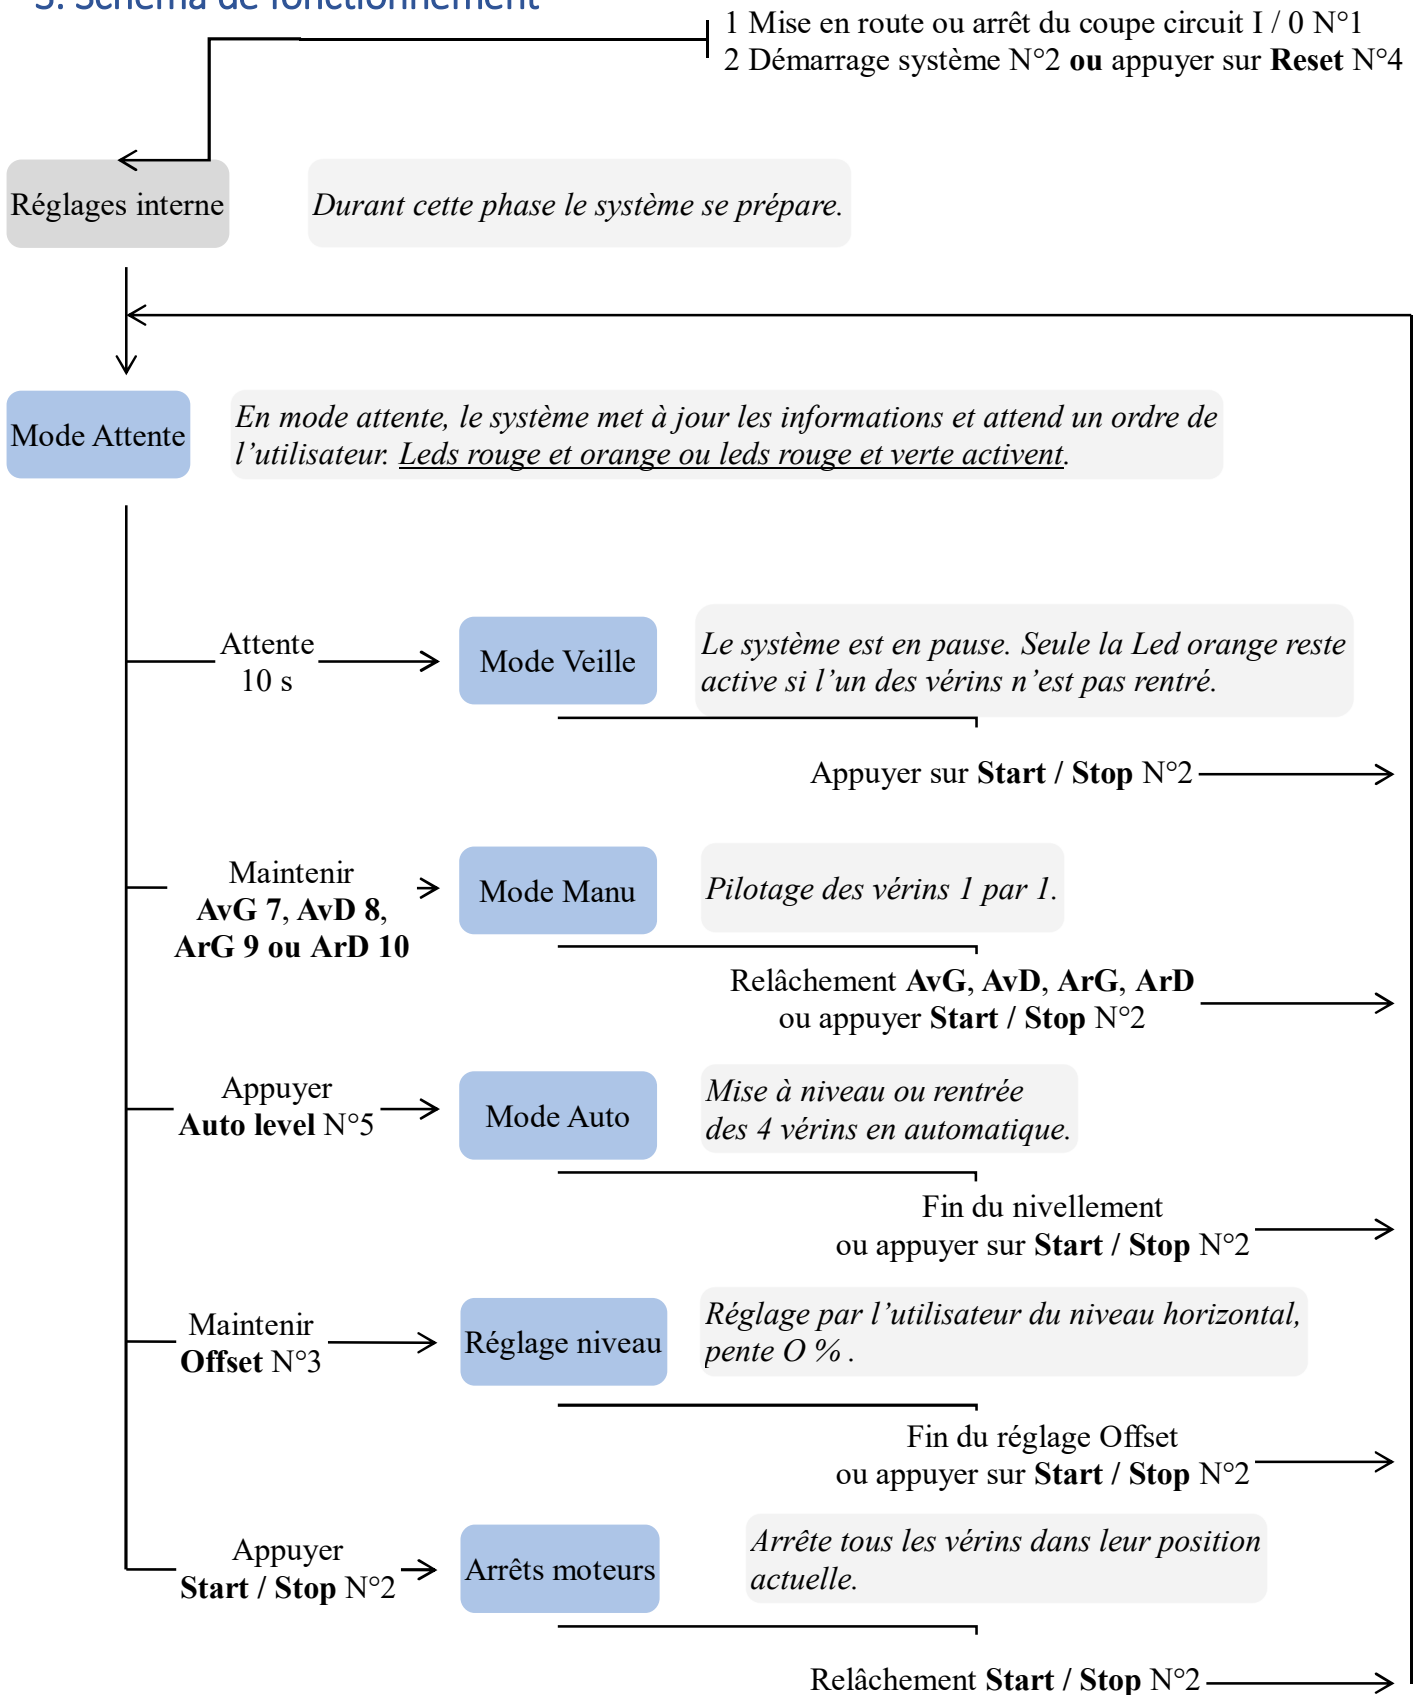 3. Schéma de fonctionnement
1 Mise en route ou arrêt du coupe circuit I / 0 N°1
2 Démarrage système N°2 ou appuyer sur Reset N°4
Réglages interne
Durant cette phase le système se prépare.
Mode Attente
En mode attente, le système met à jour les informations et attend un ordre de
l’utilisateur. Leds rouge et orange ou leds rouge et verte activent.
Attente
10 s
Mode Veille
Le système est en pause. Seule la Led orange reste
active si l’un des vérins n’est pas rentré.
Appuyer sur Start / Stop N°2
Maintenir
AvG 7, AvD 8,
ArG 9 ou ArD 10
Mode Manu
Pilotage des vérins 1 par 1.
Relâchement AvG, AvD, ArG, ArD
ou appuyer Start / Stop N°2
Appuyer
Auto level N°5
Mode Auto
Mise à niveau ou rentrée
des 4 vérins en automatique.
Fin du nivellement
ou appuyer sur Start / Stop N°2
Maintenir
Offset N°3
Réglage niveau
Réglage par l’utilisateur du niveau horizontal,
pente O % .
Fin du réglage Offset
ou appuyer sur Start / Stop N°2
Appuyer
Start / Stop N°2
Arrêts moteurs
Arrête tous les vérins dans leur position
actuelle.
Relâchement Start / Stop N°2